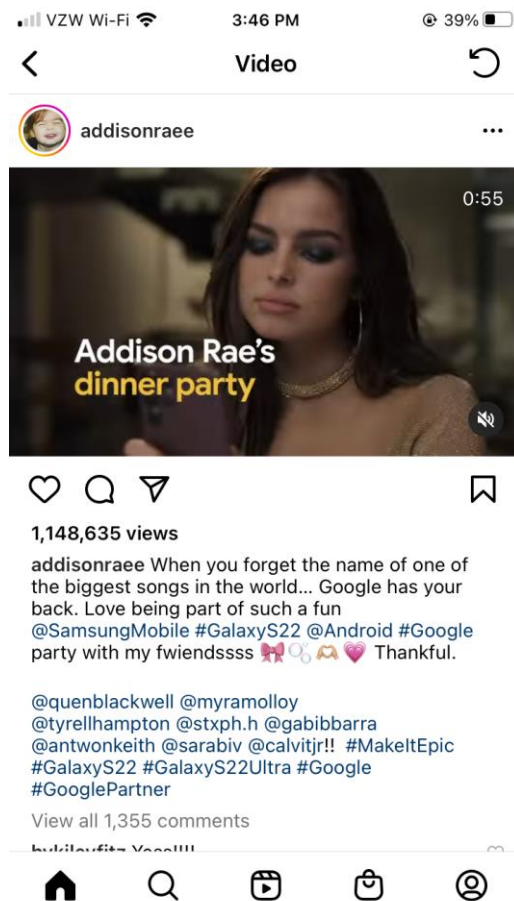 VZW Wi-Fi 3:46 PM 39%
Video
addisonraee
0:55
Addison Rae's
dinner party
1,148,635 views
addisonraee When you forget the name of one of
the biggest songs in the world... Google has your
back. Love being part of such a fun
@SamsungMobile #GalaxyS22 @Android #Google
party with my fwiendssss 🎀🫧🫶🏼💗 Thankful.
@quenblackwell @myramolloy
@tyrellhampton @stxph.h @gabibbarra
@antwonkeith @sarabiv @calvitjr!! #MakeItEpic
#GalaxyS22 #GalaxyS22Ultra #Google
#GooglePartner
View all 1,355 comments